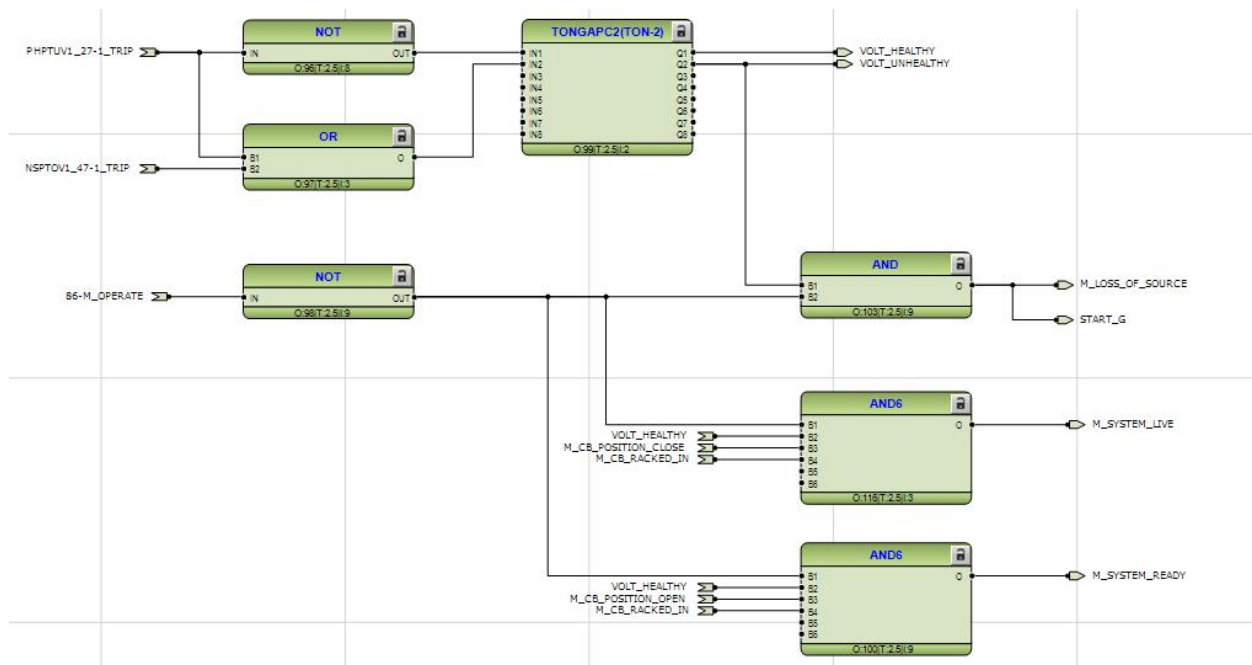 NOT
TONGAPC2(TON-2)
PHPTUV1_27-1_TRIP
IN
OUT
O:96|T:2.5|I:8
IN1
IN2
IN3
IN4
IN5
IN6
IN7
IN8
Q1
Q2
Q3
Q4
Q5
Q6
Q7
Q8
O:99|T:2.5|I:2
VOLT_HEALTHY
VOLT_UNHEALTHY
OR
NSPTOV1_47-1_TRIP
B1
B2
O
O:97|T:2.5|I:3
NOT
86-M_OPERATE
IN
OUT
O:98|T:2.5|I:9
AND
B1
B2
O
O:103|T:2.5|I:9
M_LOSS_OF_SOURCE
START_G
AND6
VOLT_HEALTHY
M_CB_POSITION_CLOSE
M_CB_RACKED_IN
B1
B2
B3
B4
B5
B6
O
O:116|T:2.5|I:3
M_SYSTEM_LIVE
AND6
VOLT_HEALTHY
M_CB_POSITION_OPEN
M_CB_RACKED_IN
B1
B2
B3
B4
B5
B6
O
O:100|T:2.5|I:9
M_SYSTEM_READY